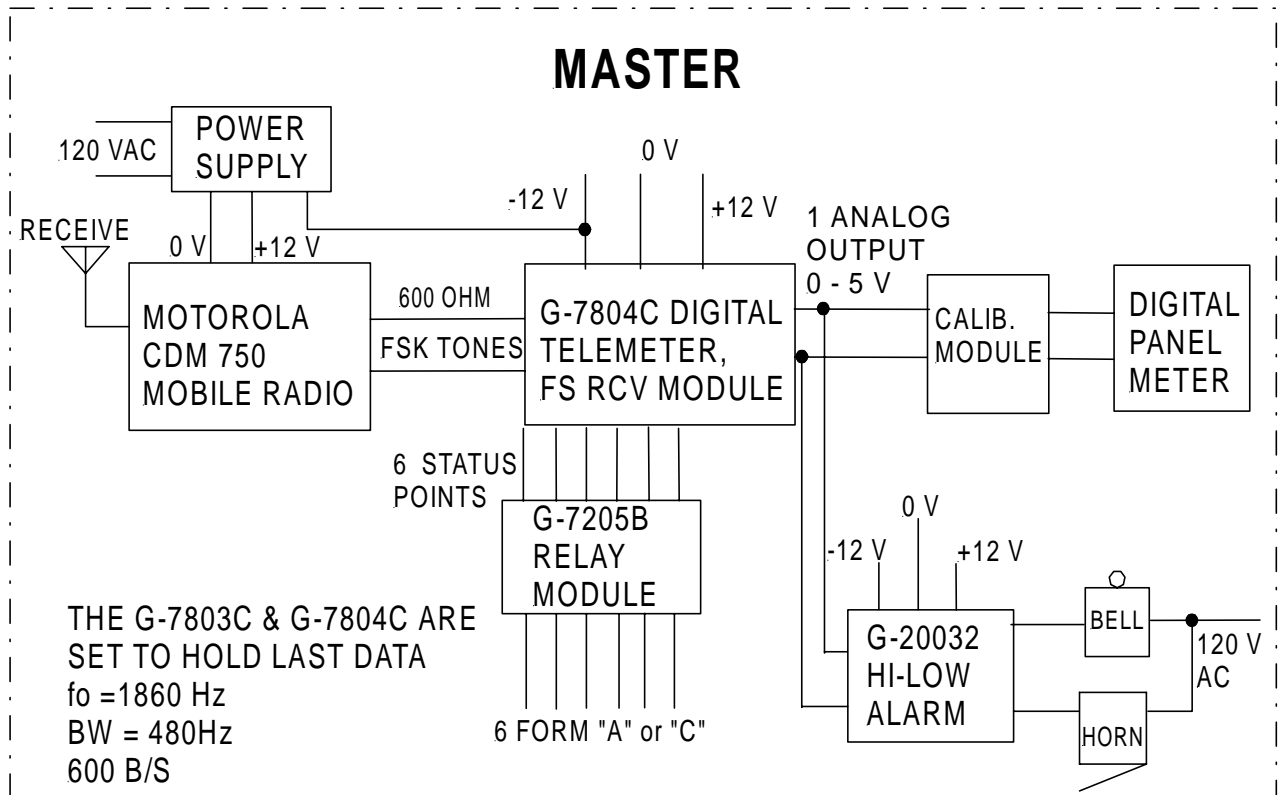 MASTER
POWER
SUPPLY
120 VAC
0 V
-12 V
+12 V
1 ANALOG
OUTPUT
0 - 5 V
RECEIVE
0 V
+12 V
MOTOROLA
CDM 750
MOBILE RADIO
600 OHM
FSK TONES
G-7804C DIGITAL
TELEMETER,
FS RCV MODULE
CALIB.
MODULE
DIGITAL
PANEL
METER
6 STATUS
POINTS
G-7205B
RELAY
MODULE
6 FORM "A" or "C"
0 V
-12 V
+12 V
G-20032
HI-LOW
ALARM
BELL
HORN
120 V
AC
THE G-7803C & G-7804C ARE
SET TO HOLD LAST DATA
fo =1860 Hz
BW = 480Hz
600 B/S